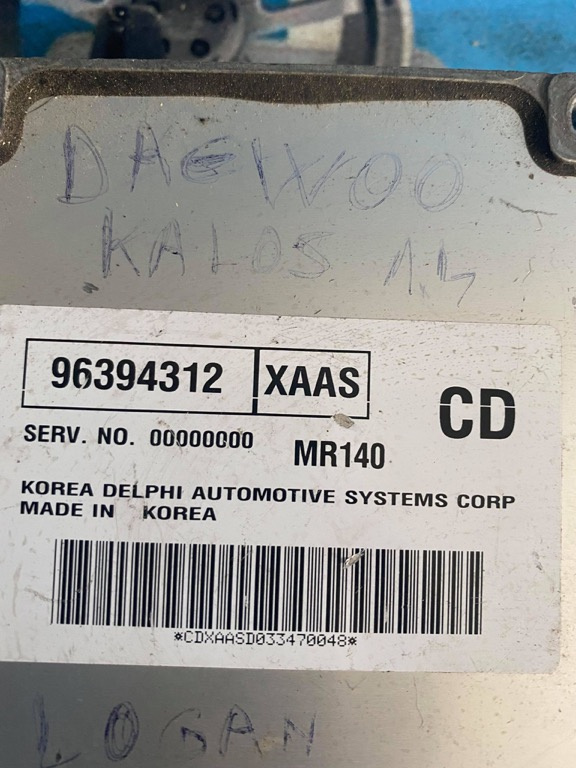 DAEWOO
KALOS 1.4
96394312 XAAS
CD
SERV. NO. 00000000 MR140
KOREA DELPHI AUTOMOTIVE SYSTEMS CORP
MADE IN KOREA
*CDXAASD033470048*
LOGAN